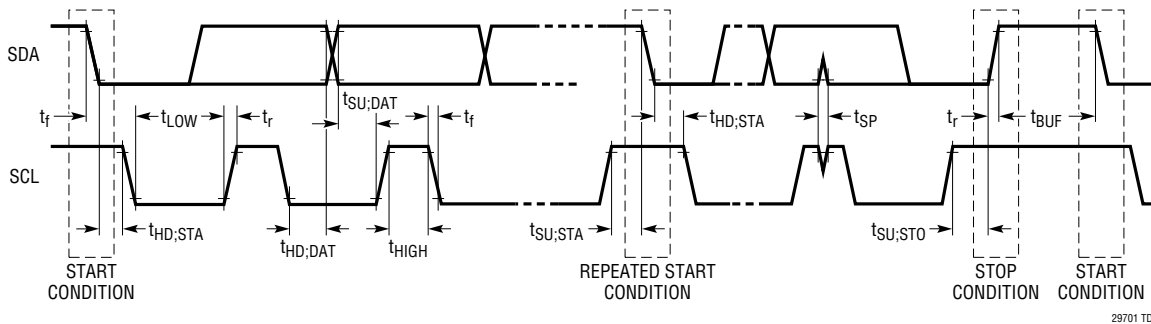 SDA
t_f
t_LOW
t_r
t_SU;DAT
t_f
t_HD;STA
t_SP
t_r
t_BUF
SCL
t_HD;STA
t_HD;DAT
t_HIGH
t_SU;STA
t_SU;STO
START
CONDITION
REPEATED START
CONDITION
STOP
CONDITION
START
CONDITION
29701 TD